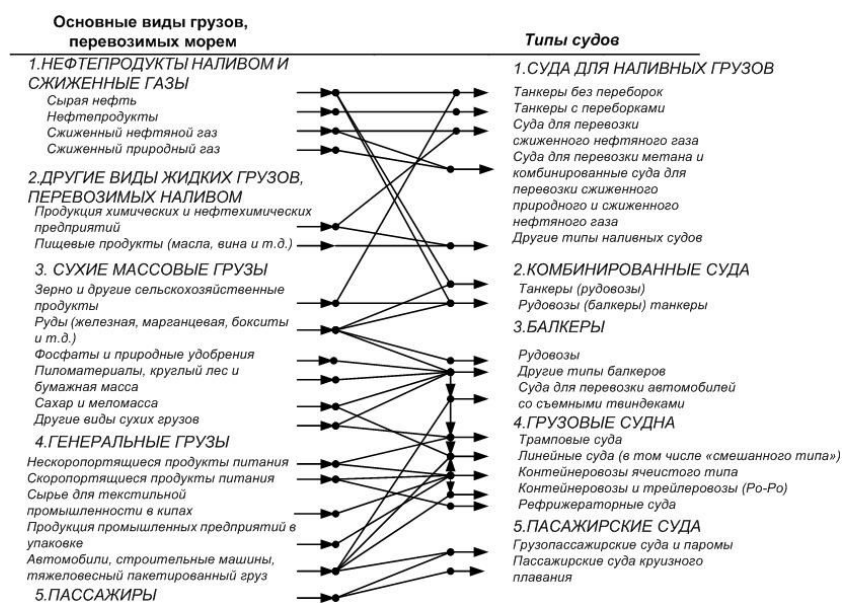 Основные виды грузов,
перевозимых морем
1.НЕФТЕПРОДУКТЫ НАЛИВОМ И
СЖИЖЕННЫЕ ГАЗЫ
Сырая нефть
Нефтепродукты
Сжиженный нефтяной газ
Сжиженный природный газ
2.ДРУГИЕ ВИДЫ ЖИДКИХ ГРУЗОВ,
ПЕРЕВОЗИМЫХ НАЛИВОМ
Продукция химических и нефтехимических
предприятий
Пищевые продукты (масла, вина и т.д.)
3. СУХИЕ МАССОВЫЕ ГРУЗЫ
Зерно и другие сельскохозяйственные
продукты
Руды (железная, марганцевая, бокситы
и т.д.)
Фосфаты и природные удобрения
Пиломатериалы, круглый лес и
бумажная масса
Сахар и меломасса
Другие виды сухих грузов
4.ГЕНЕРАЛЬНЫЕ ГРУЗЫ
Нескоропортящиеся продукты питания
Скоропортящиеся продукты питания
Сырье для текстильной
промышленности в кипах
Продукция промышленных предприятий в
упаковке
Автомобили, строительные машины,
тяжеловесный пакетированный груз
5.ПАССАЖИРЫ
Типы судов
1.СУДА ДЛЯ НАЛИВНЫХ ГРУЗОВ
Танкеры без переборок
Танкеры с переборками
Суда для перевозки
сжиженного нефтяного газа
Суда для перевозки метана и
комбинированные суда для
перевозки сжиженного
природного и сжиженного
нефтяного газа
Другие типы наливных судов
2.КОМБИНИРОВАННЫЕ СУДА
Танкеры (рудовозы)
Рудовозы (балкеры) танкеры
3.БАЛКЕРЫ
Рудовозы
Другие типы балкеров
Суда для перевозки автомобилей
со съемными твиндеками
4.ГРУЗОВЫЕ СУДНА
Трамповые суда
Линейные суда (в том числе «смешанного типа»)
Контейнеровозы ячеистого типа
Контейнеровозы и трейлеровозы (Ро-Ро)
Рефрижераторные суда
5.ПАСАЖИРСКИЕ СУДА
Грузопассажирские суда и паромы
Пассажирские суда круизного
плавания